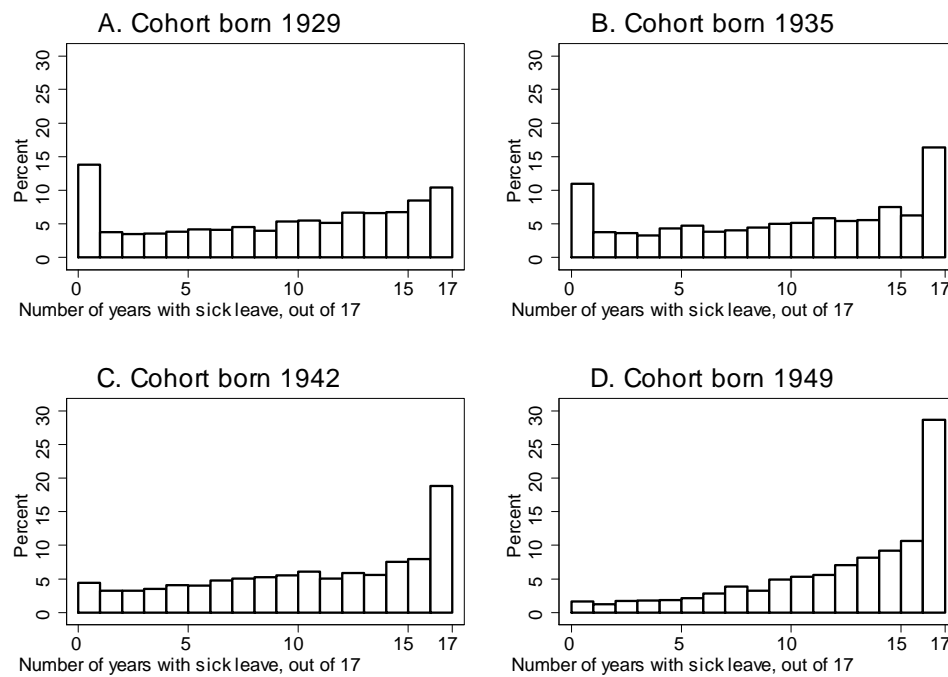 A. Cohort born 1929
Percent
0 5 10 15 20 25 30
0 5 10 15 17
Number of years with sick leave, out of 17
B. Cohort born 1935
Percent
0 5 10 15 20 25 30
0 5 10 15 17
Number of years with sick leave, out of 17
C. Cohort born 1942
Percent
0 5 10 15 20 25 30
0 5 10 15 17
Number of years with sick leave, out of 17
D. Cohort born 1949
Percent
0 5 10 15 20 25 30
0 5 10 15 17
Number of years with sick leave, out of 17